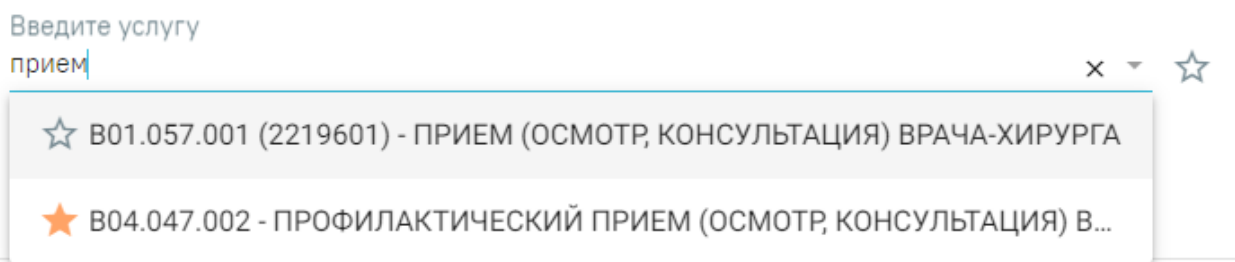 Введите услугу
прием
B01.057.001 (2219601) - ПРИЕМ (ОСМОТР, КОНСУЛЬТАЦИЯ) ВРАЧА-ХИРУРГА
B04.047.002 - ПРОФИЛАКТИЧЕСКИЙ ПРИЕМ (ОСМОТР, КОНСУЛЬТАЦИЯ) В...